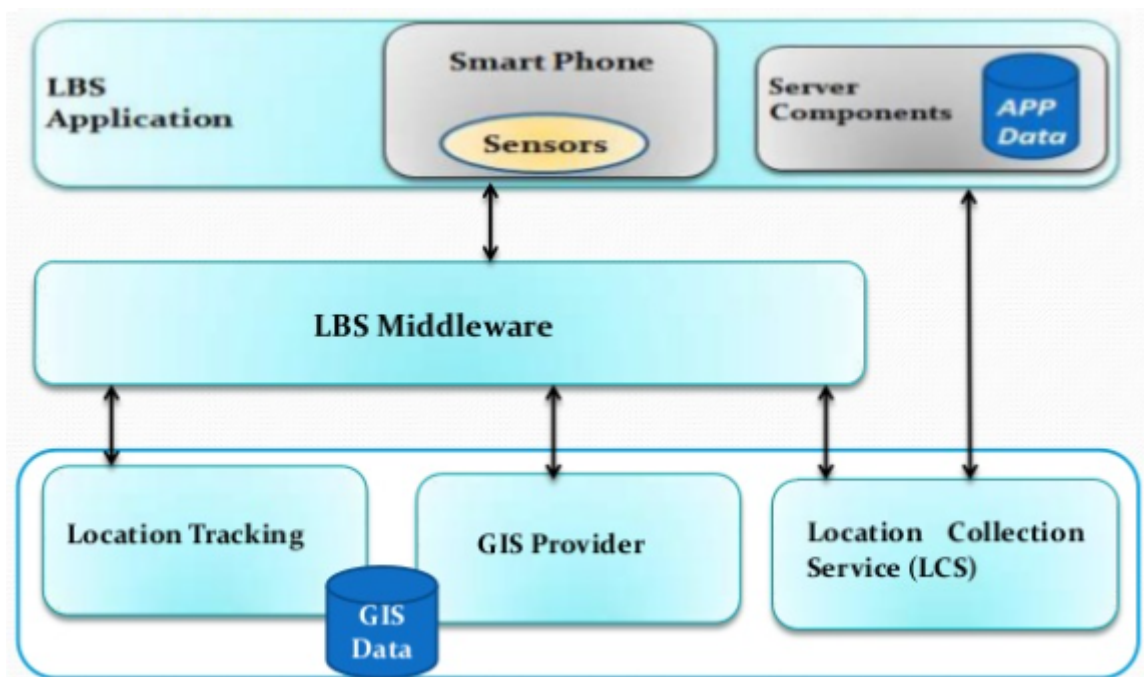 LBS
Application
Smart Phone
Sensors
Server
Components
APP
Data
LBS Middleware
Location Tracking
GIS Provider
Location Collection
Service (LCS)
GIS
Data